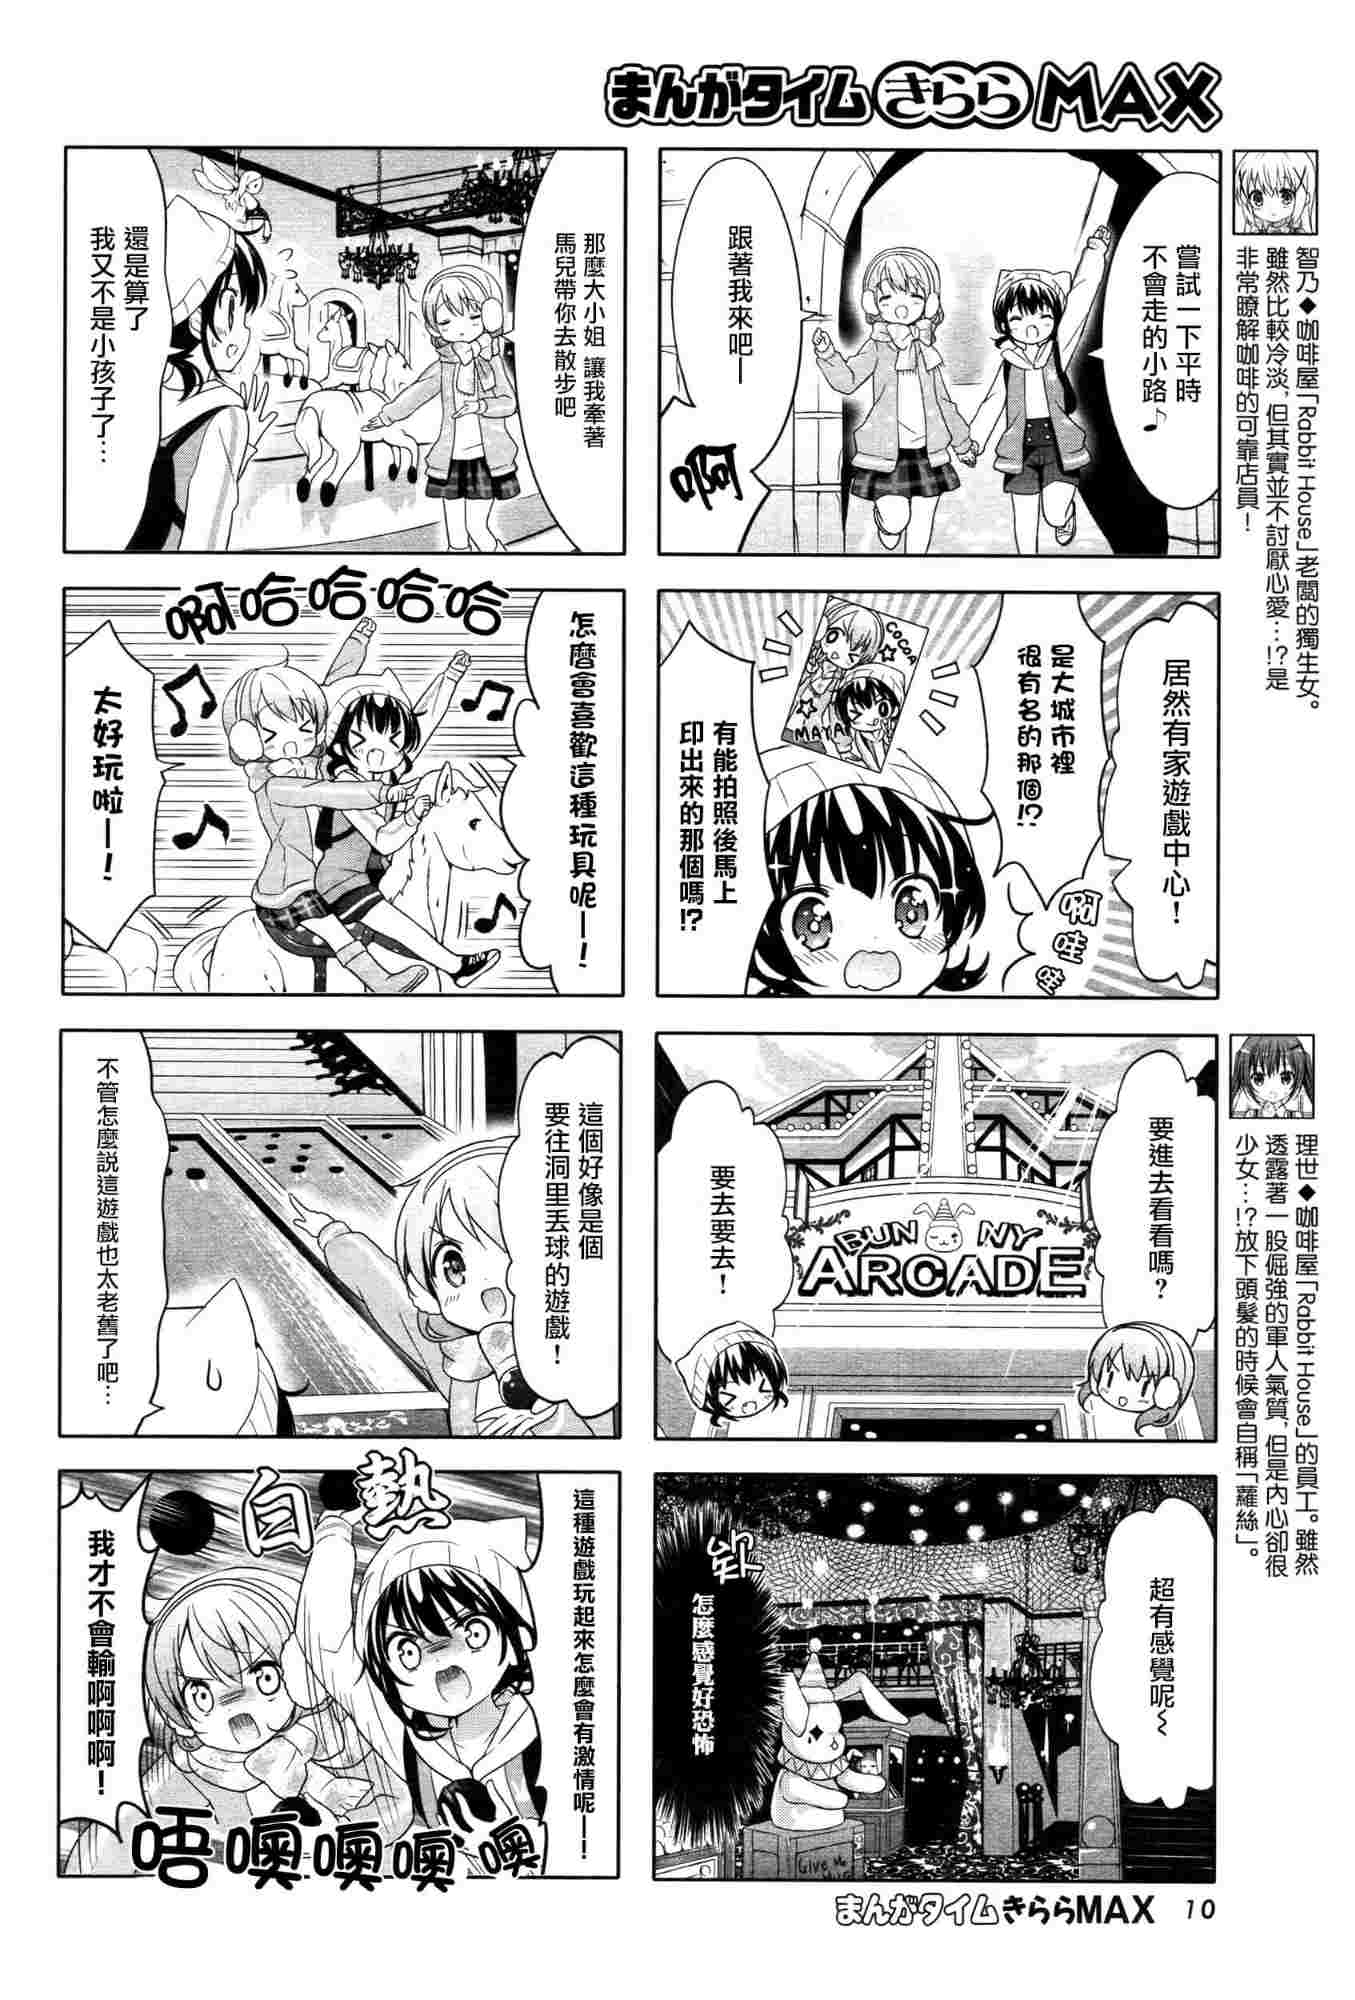 まんがタイムきららMAX
智乃◆咖啡屋「Rabbit House」老闆的獨生女。
雖然比較冷淡,但其實並不討厭心愛…!?是
非常瞭解咖啡的可靠店員！
理世◆咖啡屋「Rabbit House」的員工。雖然
透露著一股倔強的軍人氣質,但是內心卻很
少女…!?放下頭髮的時候會自稱「蘿絲」。
嘗試一下平時
不會走的小路♪
跟著我來吧ー
啊
居然有家遊戲中心！
是大城市裡
很有名的那個!?
啊
哇
哇
COCOA
MAYA
有能拍照後馬上
印出來的那個嗎!?
要進去看看嗎？
BUNNY
ARCADE
要去要去！
超有感覺呢～
欸
怎麼感覺好恐怖
Give Me
那麼大小姐 讓我牽著
馬兒帶你去散步吧
還是算了
我又不是小孩子了…
啊哈哈哈哈
怎麼會喜歡這種玩具呢ー！
太好玩啦ー！
這個好像是個
要往洞里丟球的遊戲！
不管怎麼說這遊戲也太老舊了吧…
白熱
這種遊戲玩起來怎麼會有激情呢ー！
我才不會輸啊啊啊！
唔噢噢噢噢
まんがタイムきららMAX 10